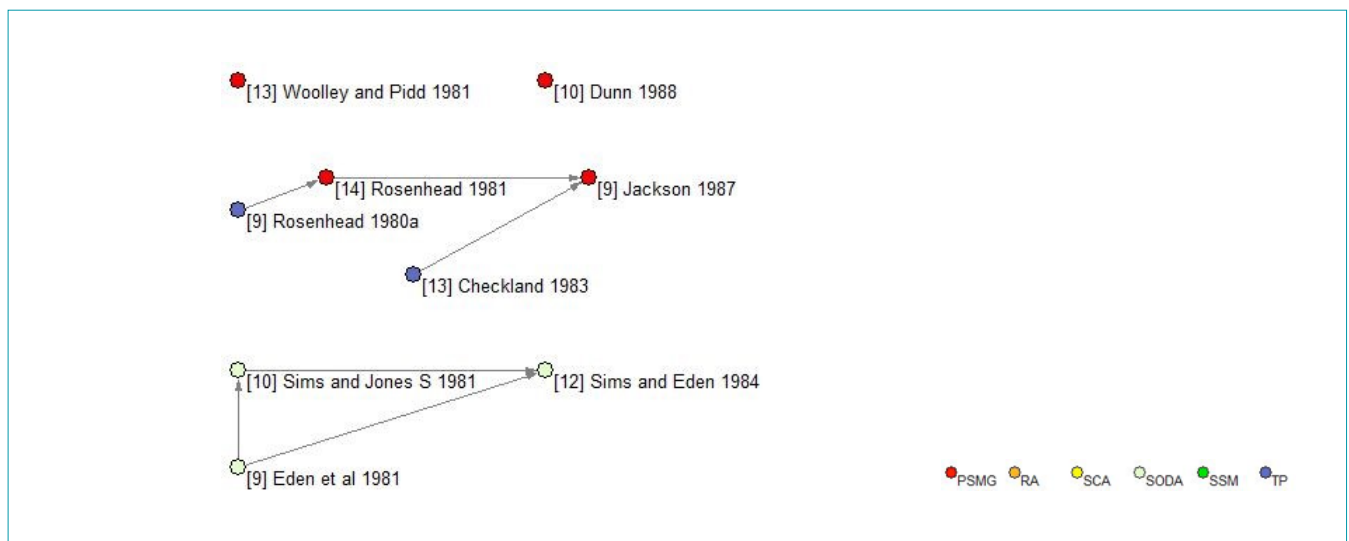 [13] Woolley and Pidd 1981
[10] Dunn 1988
[14] Rosenhead 1981
[9] Jackson 1987
[9] Rosenhead 1980a
[13] Checkland 1983
[10] Sims and Jones S 1981
[12] Sims and Eden 1984
[9] Eden et al 1981
PSMG RA SCA SODA SSM TP